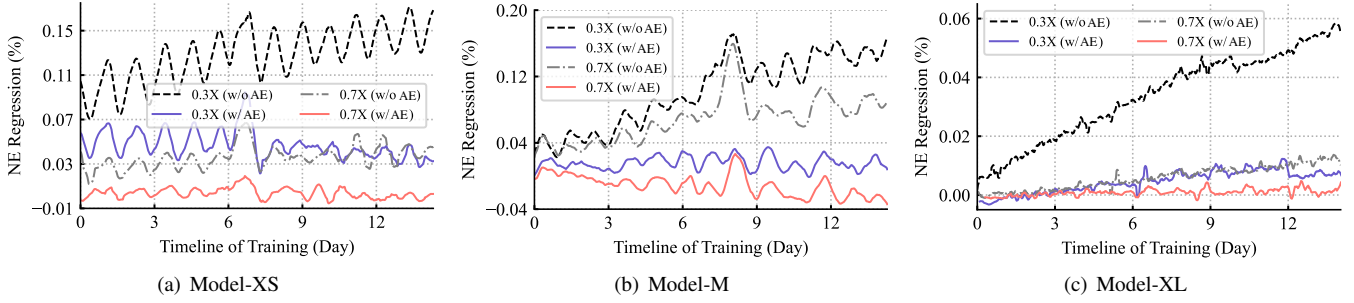 NE Regression (%)
0.15
0.11
0.07
0.03
−0.01
0.3X (w/o AE)
0.3X (w/ AE)
0.7X (w/o AE)
0.7X (w/ AE)
0 3 6 9 12
Timeline of Training (Day)
(a) Model-XS
NE Regression (%)
0.20
0.12
0.04
−0.04
0.3X (w/o AE)
0.3X (w/ AE)
0.7X (w/o AE)
0.7X (w/ AE)
0 3 6 9 12
Timeline of Training (Day)
(b) Model-M
NE Regression (%)
0.06
0.04
0.02
0.00
0.3X (w/o AE)
0.3X (w/ AE)
0.7X (w/o AE)
0.7X (w/ AE)
0 3 6 9 12
Timeline of Training (Day)
(c) Model-XL